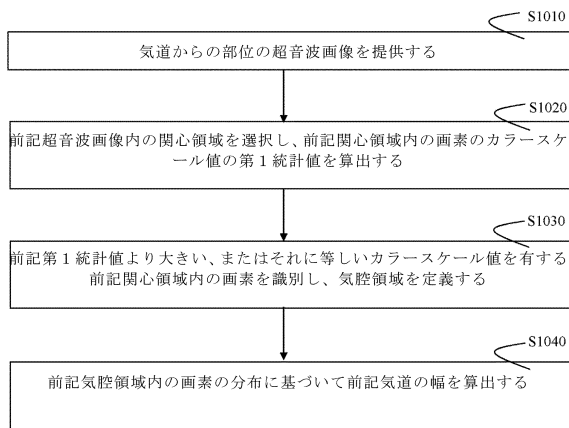 S1010
気道からの部位の超音波画像を提供する
S1020
前記超音波画像内の関心領域を選択し、前記関心領域内の画素のカラースケ
ール値の第1統計値を算出する
S1030
前記第1統計値より大きい、またはそれに等しいカラースケール値を有する
前記関心領域内の画素を識別し、気腔領域を定義する
S1040
前記気腔領域内の画素の分布に基づいて前記気道の幅を算出する